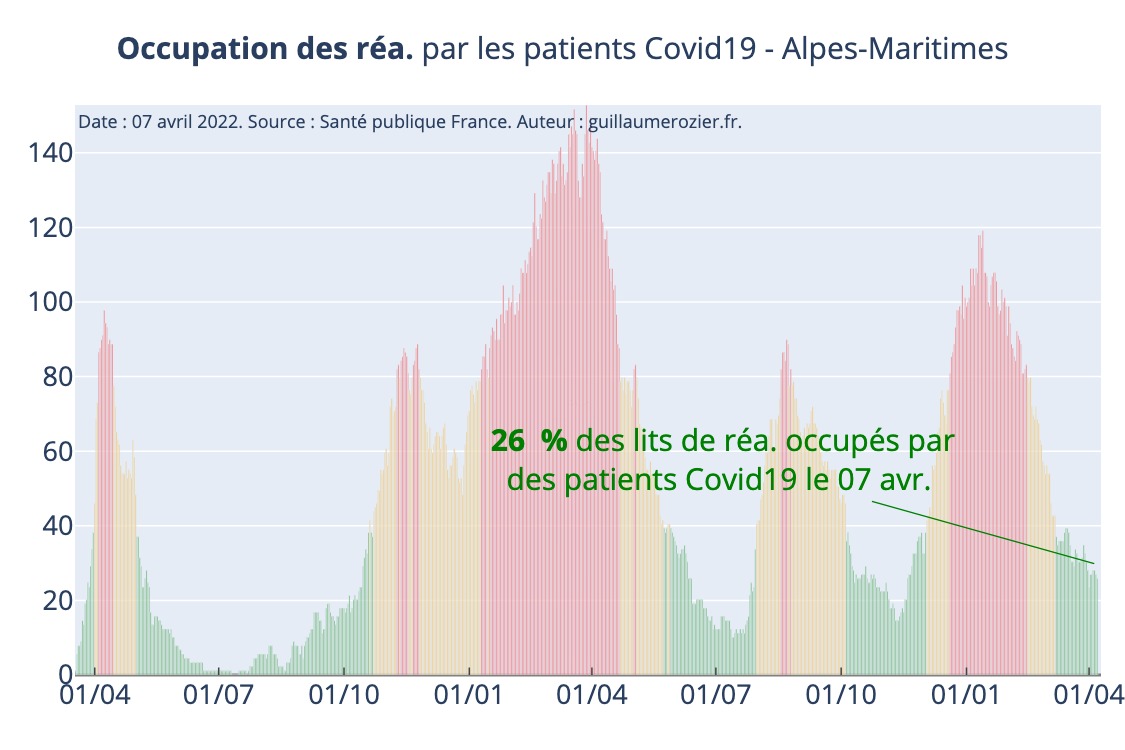 Occupation des réa. par les patients Covid19 - Alpes-Maritimes
Date : 07 avril 2022. Source : Santé publique France. Auteur : guillaumerozier.fr.
140
120
100
80
60
40
20
0
26 % des lits de réa. occupés par
des patients Covid19 le 07 avr.
01/04 01/07 01/10 01/01 01/04 01/07 01/10 01/01 01/04